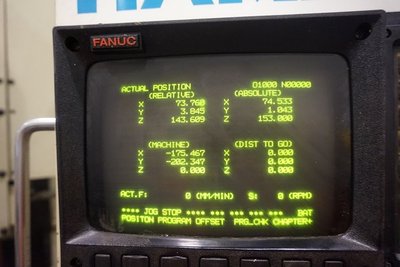 FANUC
ACTUAL POSITION O1000 N00000
(RELATIVE) (ABSOLUTE)
X 73.760 X 74.533
Y 3.845 Y 1.043
Z 143.609 Z 153.000
(MACHINE) (DIST TO GO)
X -175.467 X 0.000
Y -202.347 Y 0.000
Z 0.000 Z 0.000
ACT.F: 0 (MM/MIN) S: 0 (RPM)
**** JOG STOP **** *** *** *** BAT
POSITON PROGRAM OFFSET PRG_CHK CHAPTER+